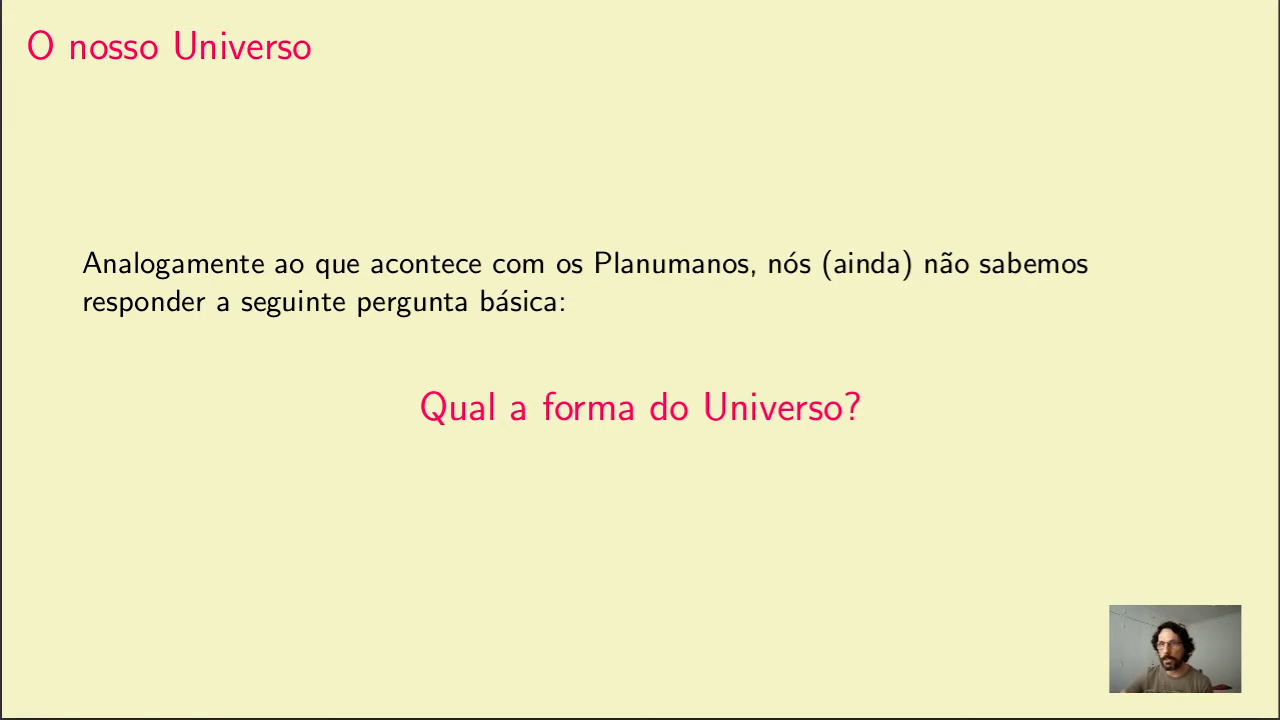 O nosso Universo
Analogamente ao que acontece com os Planumanos, nós (ainda) não sabemos
responder a seguinte pergunta básica:
Qual a forma do Universo?